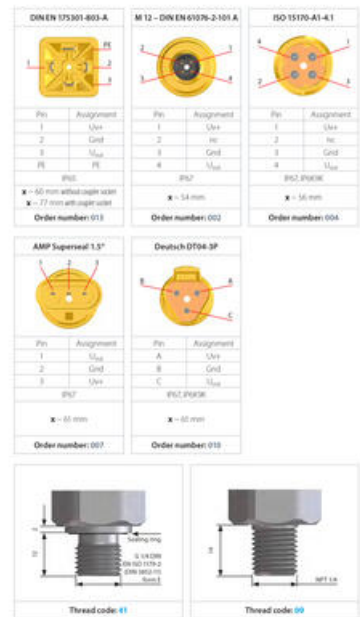 DIN EN 175301-803-A
PE
1
2
3
Pin Assignment
1 Uv+
2 Gnd
3 Uout
PE PE
IP65
x ~ 60 mm without coupler socket
x ~ 77 mm with coupler socket
Order number: 013
M 12 – DIN EN 61076-2-101 A
2
1
3
4
Pin Assignment
1 Uv+
2 nc
3 Gnd
4 Uout
IP67
x ~ 54 mm
Order number: 002
ISO 15170-A1-4.1
4
1
2
3
Pin Assignment
1 Uv+
2 nc
3 Gnd
4 Uout
IP67, IP6K9K
x ~ 56 mm
Order number: 004
AMP Superseal 1.5"
1
2
3
Pin Assignment
1 Uout
2 Gnd
3 Uv+
IP67
x ~ 61 mm
Order number: 007
Deutsch DT04-3P
B
A
C
Pin Assignment
A Uv+
B Gnd
C Uout
IP67, IP6K9K
x ~ 61 mm
Order number: 010
2
12
Sealing ring
G 1/4 DIN
EN ISO 1179-2
(DIN 3852-11)
form E
Thread code: 41
14
NPT 1/4
Thread code: 09